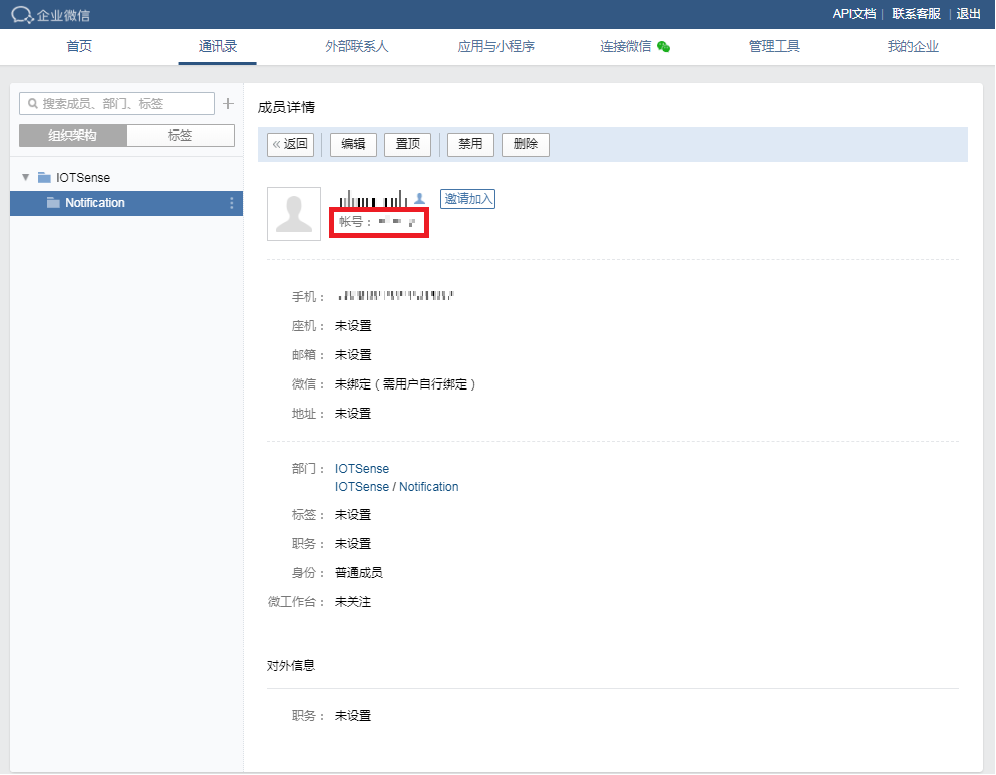 企业微信
API文档 | 联系客服 | 退出
首页 通讯录 外部联系人 应用与小程序 连接微信 管理工具 我的企业
搜索成员、部门、标签
组织架构 标签
IOTSense
Notification
成员详情
« 返回 编辑 置顶 禁用 删除
邀请加入
帐号：
手机：
座机： 未设置
邮箱： 未设置
微信： 未绑定 ( 需用户自行绑定 )
地址： 未设置
部门： IOTSense
IOTSense / Notification
标签： 未设置
职务： 未设置
身份： 普通成员
微工作台： 未关注
对外信息
职务： 未设置